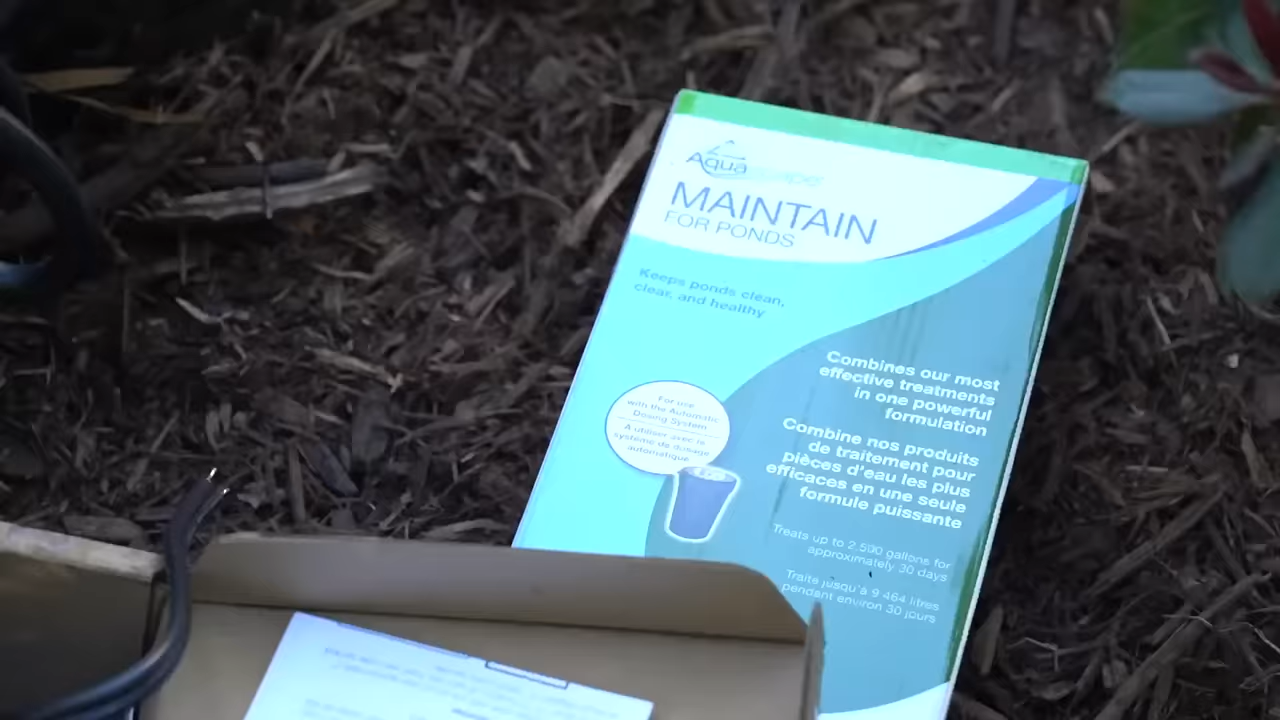 Aquascape
MAINTAIN
FOR PONDS
Keeps ponds clean,
clear, and healthy
For use
with the Automatic
Dosing System
A utiliser avec le
système de dosage
automatique
Combines our most
effective treatments
in one powerful
formulation
Combine nos produits
de traitement pour
pièces d'eau les plus
efficaces en une seule
formule puissante
Treats up to 2,500 gallons for
approximately 30 days
Traite jusqu'à 9 464 litres
pendant environ 30 jours